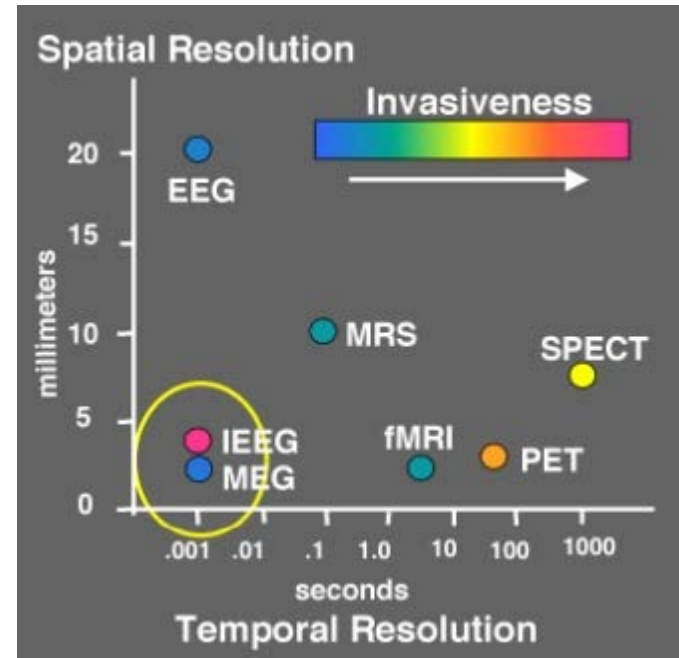 Spatial Resolution
Invasiveness
20
EEG
15
millimeters
10
MRS
SPECT
5
IEEG
fMRI
MEG
PET
0
.001 .01 .1 1.0 10 100 1000
seconds
Temporal Resolution